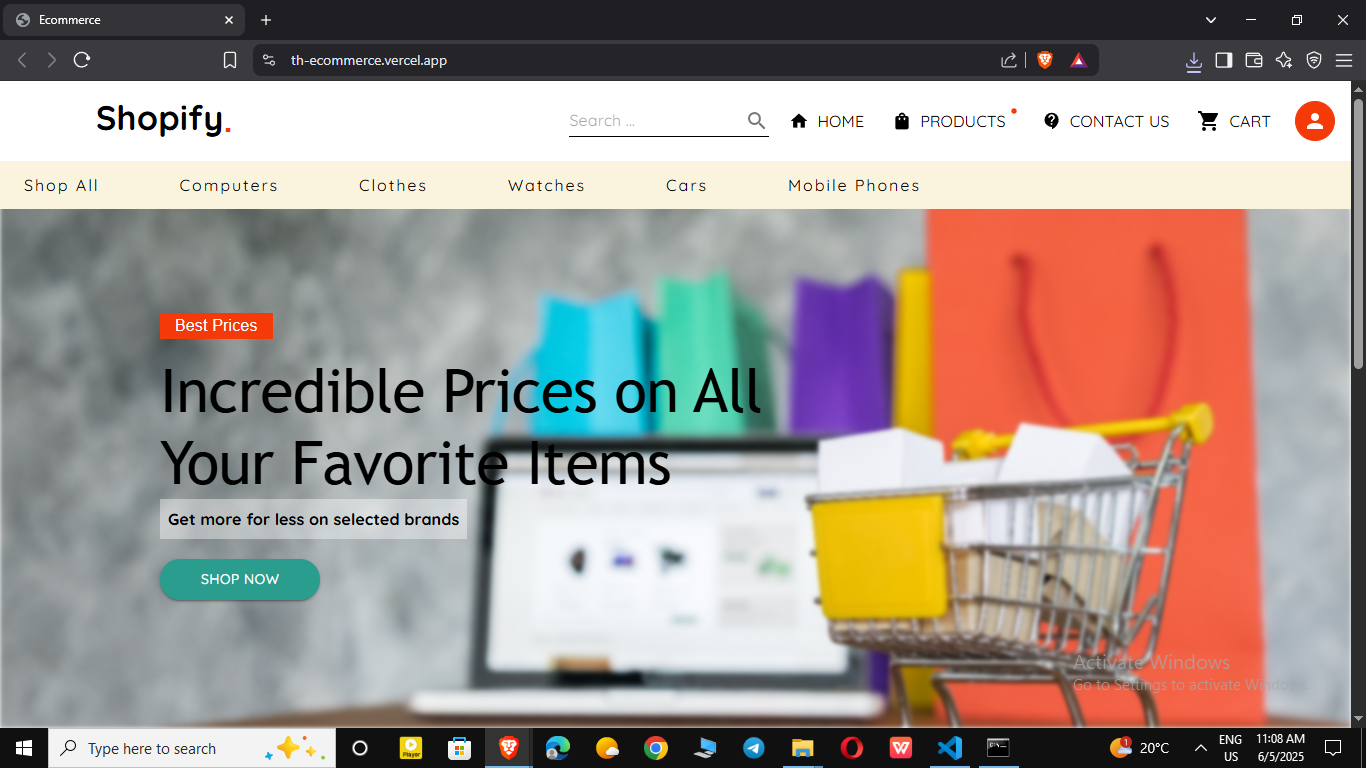 Ecommerce
th-ecommerce.vercel.app
Shopify.
Search ...
HOME
PRODUCTS
CONTACT US
CART
Shop All
Computers
Clothes
Watches
Cars
Mobile Phones
Best Prices
Incredible Prices on All
Your Favorite Items
Get more for less on selected brands
SHOP NOW
Activate Windows
Go to Settings to activate Windows.
Type here to search
Player
1
20°C
ENG
US
11:08 AM
6/5/2025